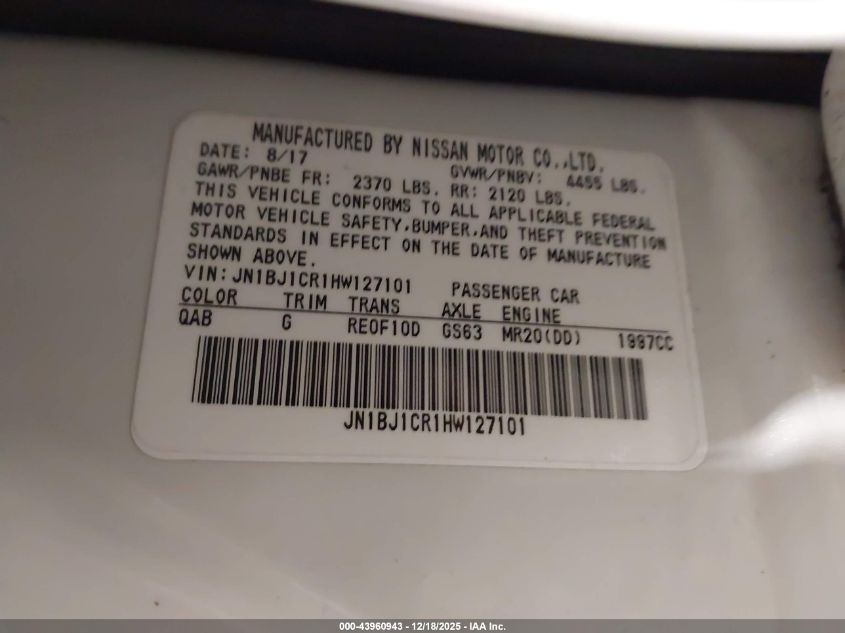 MANUFACTURED BY NISSAN MOTOR CO.,LTD.
DATE: 8/17 GVWR/PNBV: 4455 LBS.
GAWR/PNBE FR: 2370 LBS. RR: 2120 LBS.
THIS VEHICLE CONFORMS TO ALL APPLICABLE FEDERAL
MOTOR VEHICLE SAFETY,BUMPER,AND THEFT PREVENTION
STANDARDS IN EFFECT ON THE DATE OF MANUFACTURE
SHOWN ABOVE.
VIN:JN1BJ1CR1HW127101 PASSENGER CAR
COLOR TRIM TRANS AXLE ENGINE
QAB G RE0F10D GS63 MR20(DD) 1997CC
JN1BJ1CR1HW127101
000-43960943 - 12/18/2025 - IAA Inc.